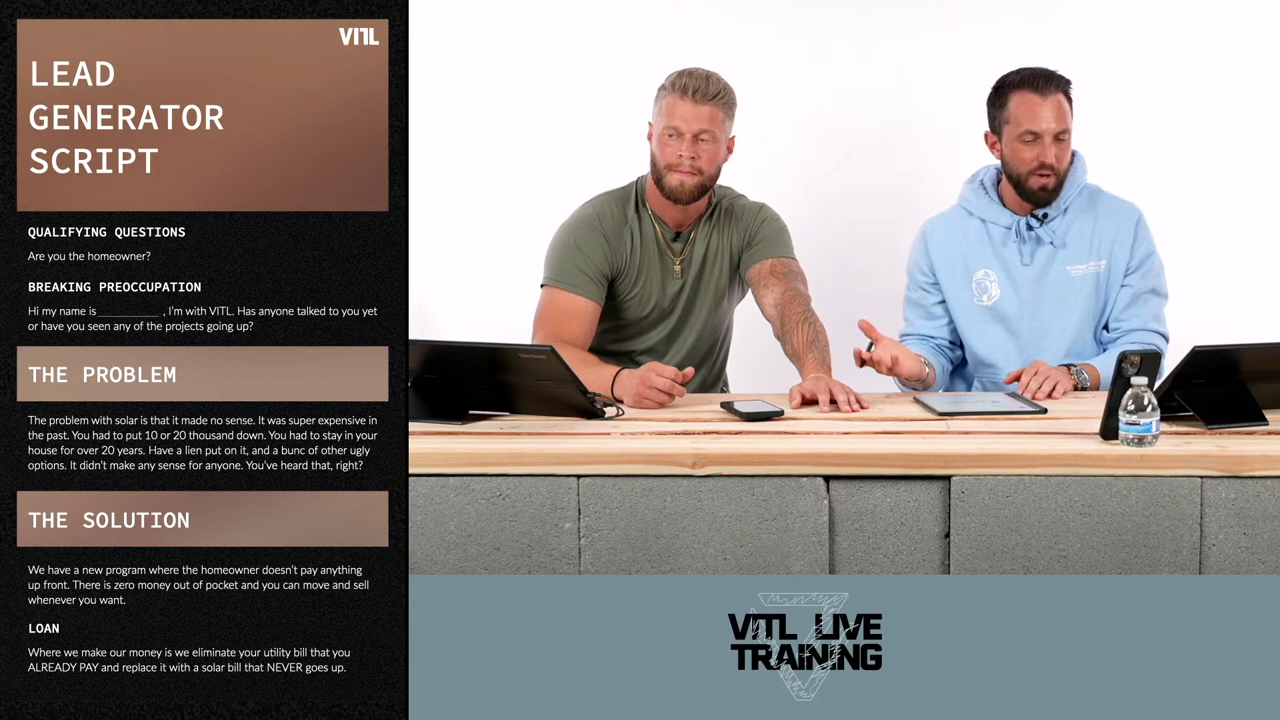 VITL
LEAD
GENERATOR
SCRIPT
QUALIFYING QUESTIONS
Are you the homeowner?
BREAKING PREOCCUPATION
Hi my name is __________ , I'm with VITL. Has anyone talked to you yet
or have you seen any of the projects going up?
THE PROBLEM
The problem with solar is that it made no sense. It was super expensive in
the past. You had to put 10 or 20 thousand down. You had to stay in your
house for over 20 years. Have a lien put on it, and a bunc of other ugly
options. It didn't make any sense for anyone. You've heard that, right?
THE SOLUTION
We have a new program where the homeowner doesn't pay anything
up front. There is zero money out of pocket and you can move and sell
whenever you want.
LOAN
Where we make our money is we eliminate your utility bill that you
ALREADY PAY and replace it with a solar bill that NEVER goes up.
VITL LIVE
TRAINING